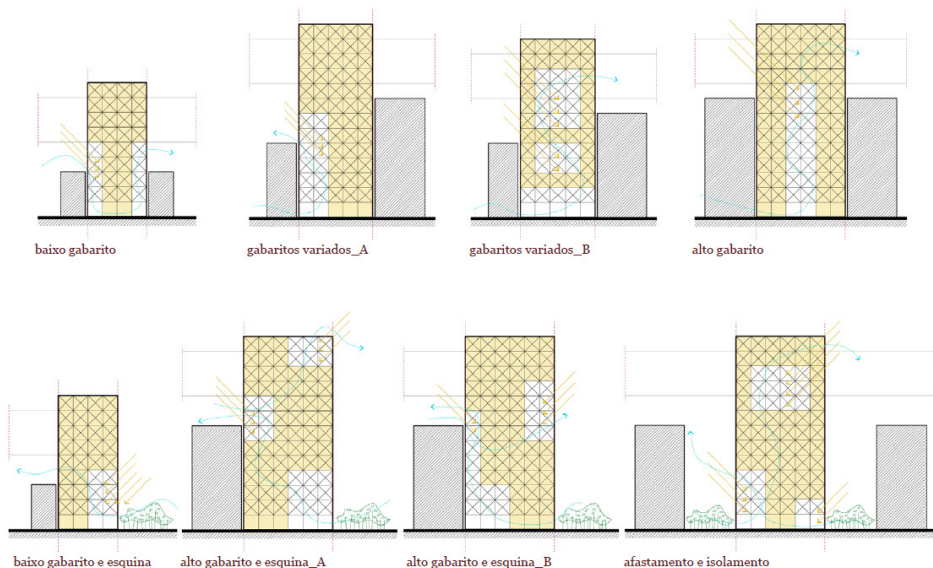 baixo gabarito
gabaritos variados_A
gabaritos variados_B
alto gabarito
baixo gabarito e esquina
alto gabarito e esquina_A
alto gabarito e esquina_B
afastamento e isolamento